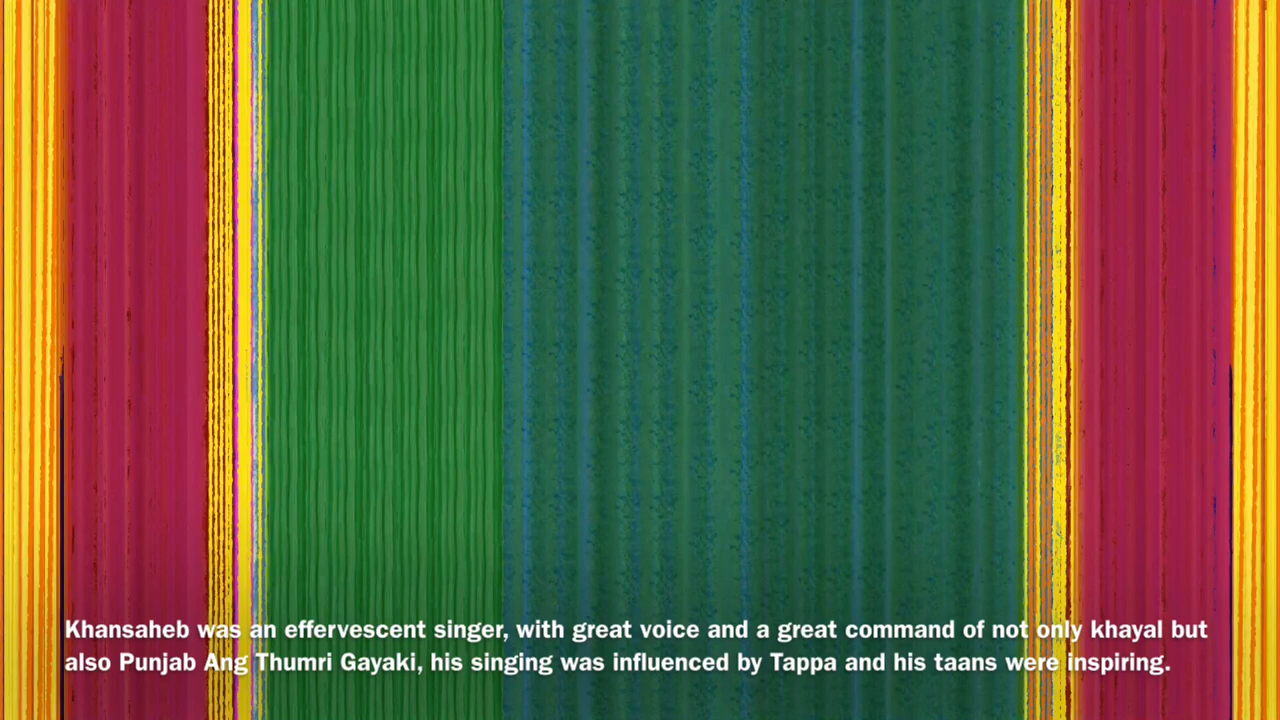 Khansaheb was an effervescent singer, with great voice and a great command of not only khayal but
also Punjab Ang Thumri Gayaki, his singing was influenced by Tappa and his taans were inspiring.